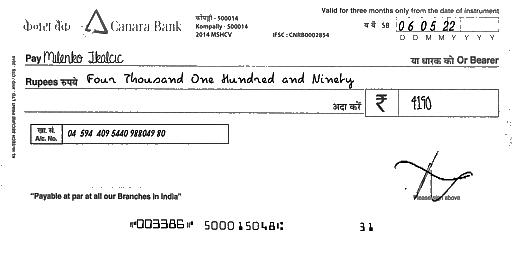 केनरा बैंक Canara Bank
कोंपल्ली - 500014
Kompally - 500014
2014 MSHCV
IFSC : CNRB0002854
Valid for three months only from the date of instrument
SB 06 05 22
D D M M Y Y Y Y
Pay Milenko Jkalcic या धारक को Or Bearer
Rupees रुपये Four Thousand One Hundred and Ninety
अदा करें ₹ 4190
खा. सं.
A/c. No. 04 594 409 5440 988049 80
Please sign above
"Payable at par at all our Branches in India"
⑈003386⑈ 500015048⑆ 31